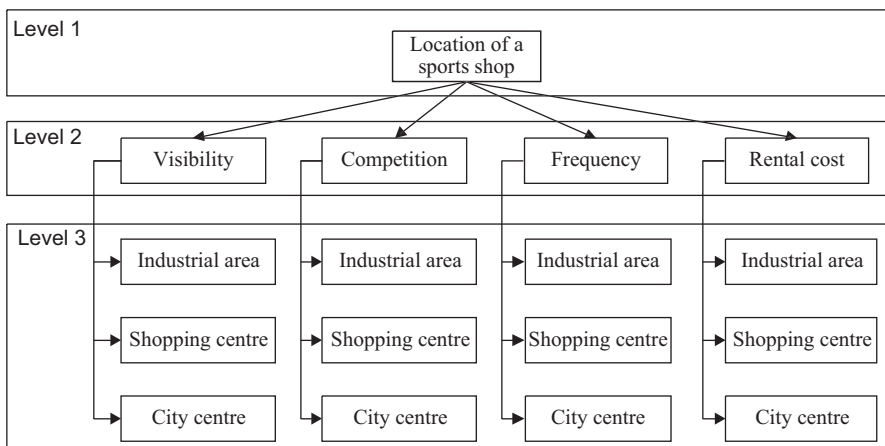 Level 1
Location of a
sports shop
Level 2
Visibility
Competition
Frequency
Rental cost
Level 3
Industrial area
Industrial area
Industrial area
Industrial area
Shopping centre
Shopping centre
Shopping centre
Shopping centre
City centre
City centre
City centre
City centre